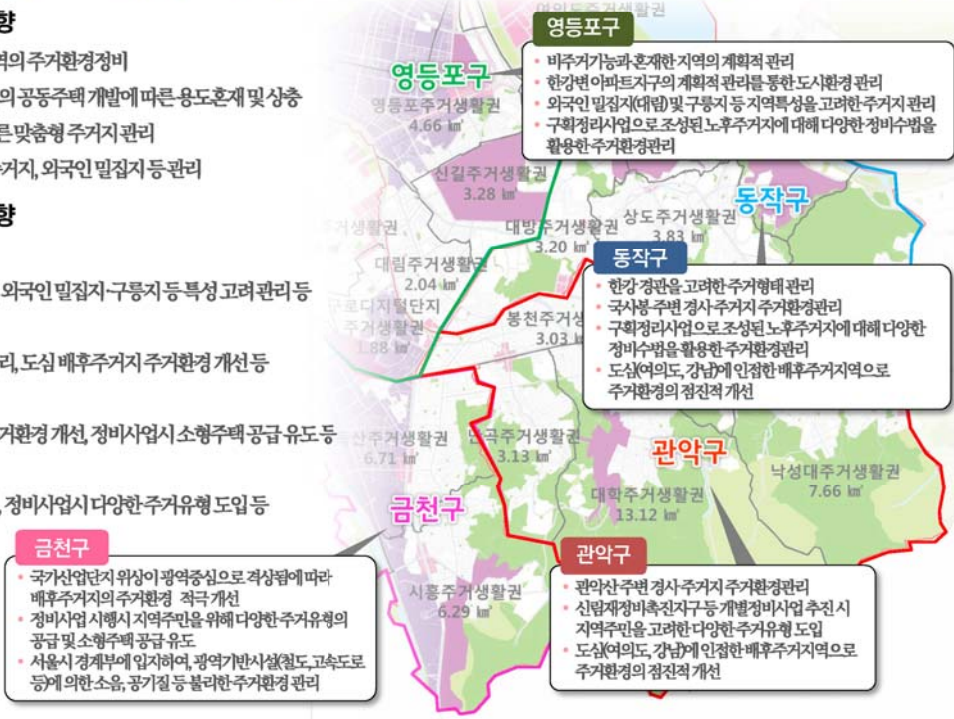 향
역의 주거환경정비
의 공동주택 개발에 따른 용도혼재 및 상충
른 맞춤형 주거지 관리
거지, 외국인 밀집지 등 관리
향
외국인 밀집지·구릉지 등 특성 고려 관리 등
리, 도심 배후주거지 주거환경 개선 등
거환경 개선, 정비사업시 소형주택 공급 유도 등
, 정비사업시 다양한 주거유형 도입 등
여의도주거생활권
영등포구
• 비주거기능과 혼재한 지역의 계획적 관리
• 한강변 아파트지구의 계획적 관리를 통한 도시환경 관리
• 외국인 밀집지(대림) 및 구릉지 등 지역특성을 고려한 주거지 관리
• 구획정리사업으로 조성된 노후주거지에 대해 다양한 정비수법을
활용한 주거환경관리
영등포구
영등포주거생활권
4.66 ㎢
신길주거생활권
3.28 ㎢
동작구
대방주거생활권
3.20 ㎢
상도주거생활권
3.83 ㎢
거생활권
대림주거생활권
2.04 ㎢
구로디지털단지
주거생활권
1.88 ㎢
봉천주거생
3.03 ㎢
동작구
• 한강 경관을 고려한 주거형태 관리
• 국사봉 주변 경사 주거지 주거환경관리
• 구획정리사업으로 조성된 노후주거지에 대해 다양한
정비수법을 활용한 주거환경관리
• 도심(여의도, 강남)에 인접한 배후주거지역으로
주거환경의 점진적 개선
독산주거생활권
6.71 ㎢
난곡주거생활권
3.13 ㎢
관악구
대학주거생활권
13.12 ㎢
낙성대주거생활권
7.66 ㎢
금천구
시흥주거생활권
6.29 ㎢
금천구
• 국가산업단지 위상이 광역중심으로 격상됨에 따라
배후주거지의 주거환경 적극 개선
• 정비사업 시행시 지역주민을 위해 다양한 주거유형의
공급 및 소형주택 공급 유도
• 서울시 경계부에 입지하여, 광역기반시설(철도,고속도로
등)에 의한 소음, 공기질 등 불리한 주거환경 관리
관악구
• 관악산 주변 경사 주거지 주거환경관리
• 신림재정비촉진지구 등 개별정비사업 추진 시
지역주민을 고려한 다양한 주거유형 도입
• 도심(여의도, 강남)에 인접한 배후주거지역으로
주거환경의 점진적 개선